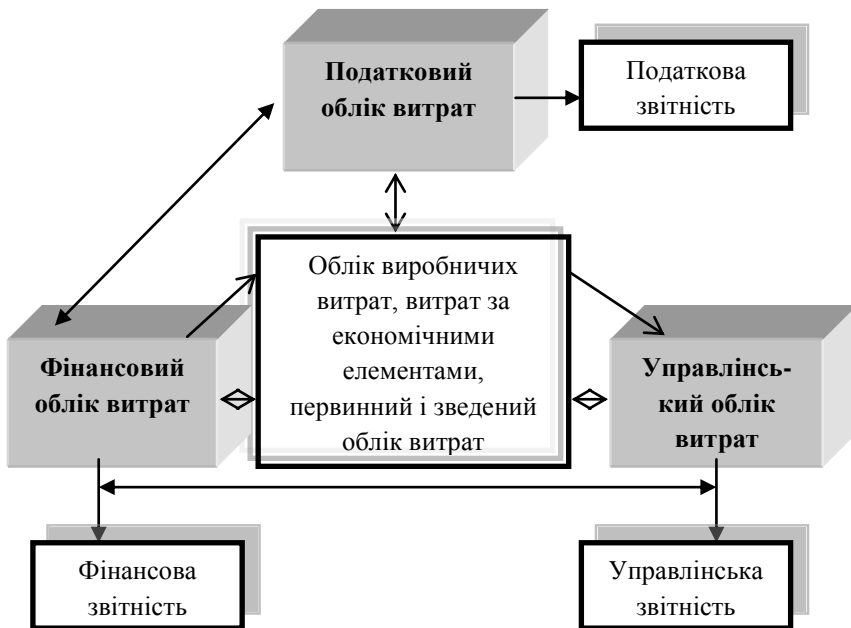 Податковий
облік витрат
Податкова
звітність
Облік виробничих
витрат, витрат за
економічними
елементами,
первинний і зведений
облік витрат
Фінансовий
облік витрат
Управлінсь-
кий облік
витрат
Фінансова
звітність
Управлінська
звітність